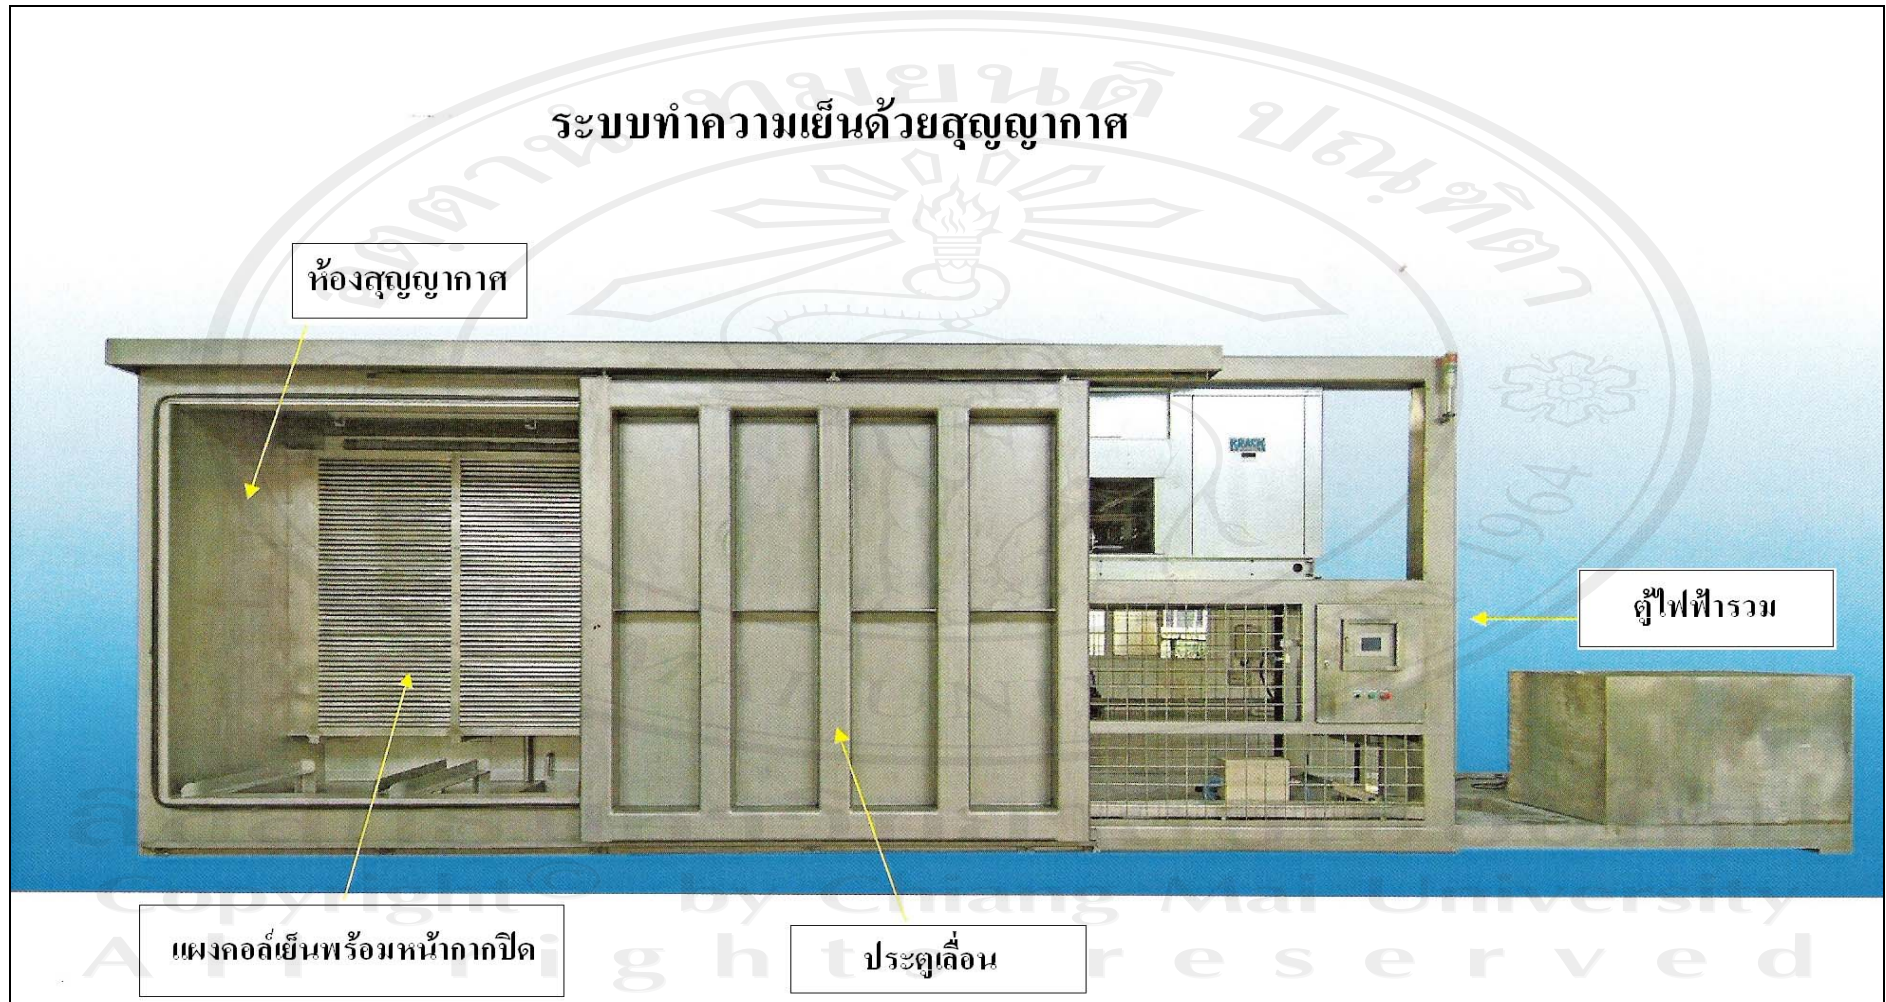 ระบบทำความเย็นด้วยสุญญากาศ
ห้องสุญญากาศ
KRACK
ตู้ไฟฟ้ารวม
แผงคอล์เย็นพร้อมหน้ากากปิด
ประตูเลื่อน
1964
Copyright© by Chiang Mai University
All rights reserved